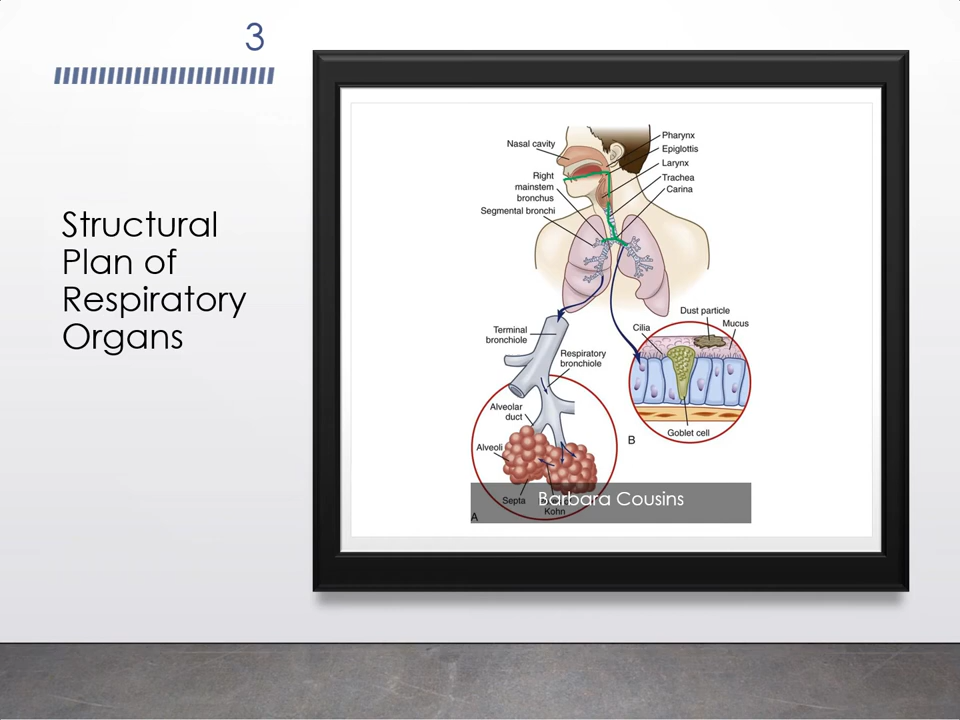 3
Structural
Plan of
Respiratory
Organs
Nasal cavity
Right
mainstem
bronchus
Segmental bronchi
Pharynx
Epiglottis
Larynx
Trachea
Carina
Dust particle
Cilia
Mucus
Goblet cell
B
Terminal
bronchiole
Respiratory
bronchiole
Alveolar
duct
Alveoli
Septa
Kohn
A
Barbara Cousins